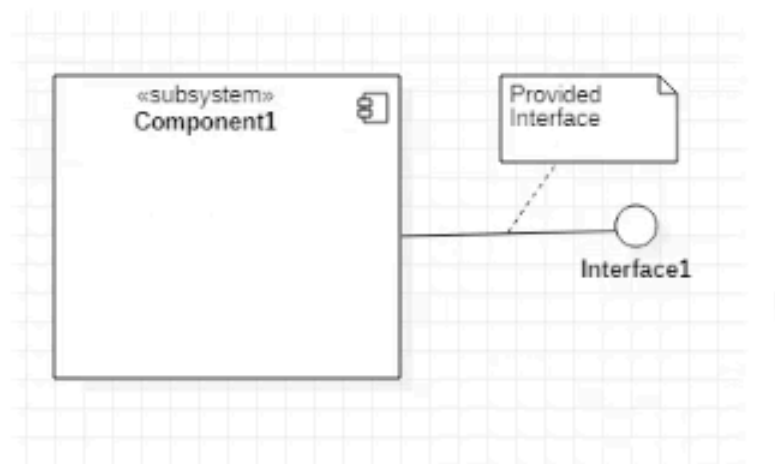 «subsystem»
Component1
Provided
Interface
Interface1